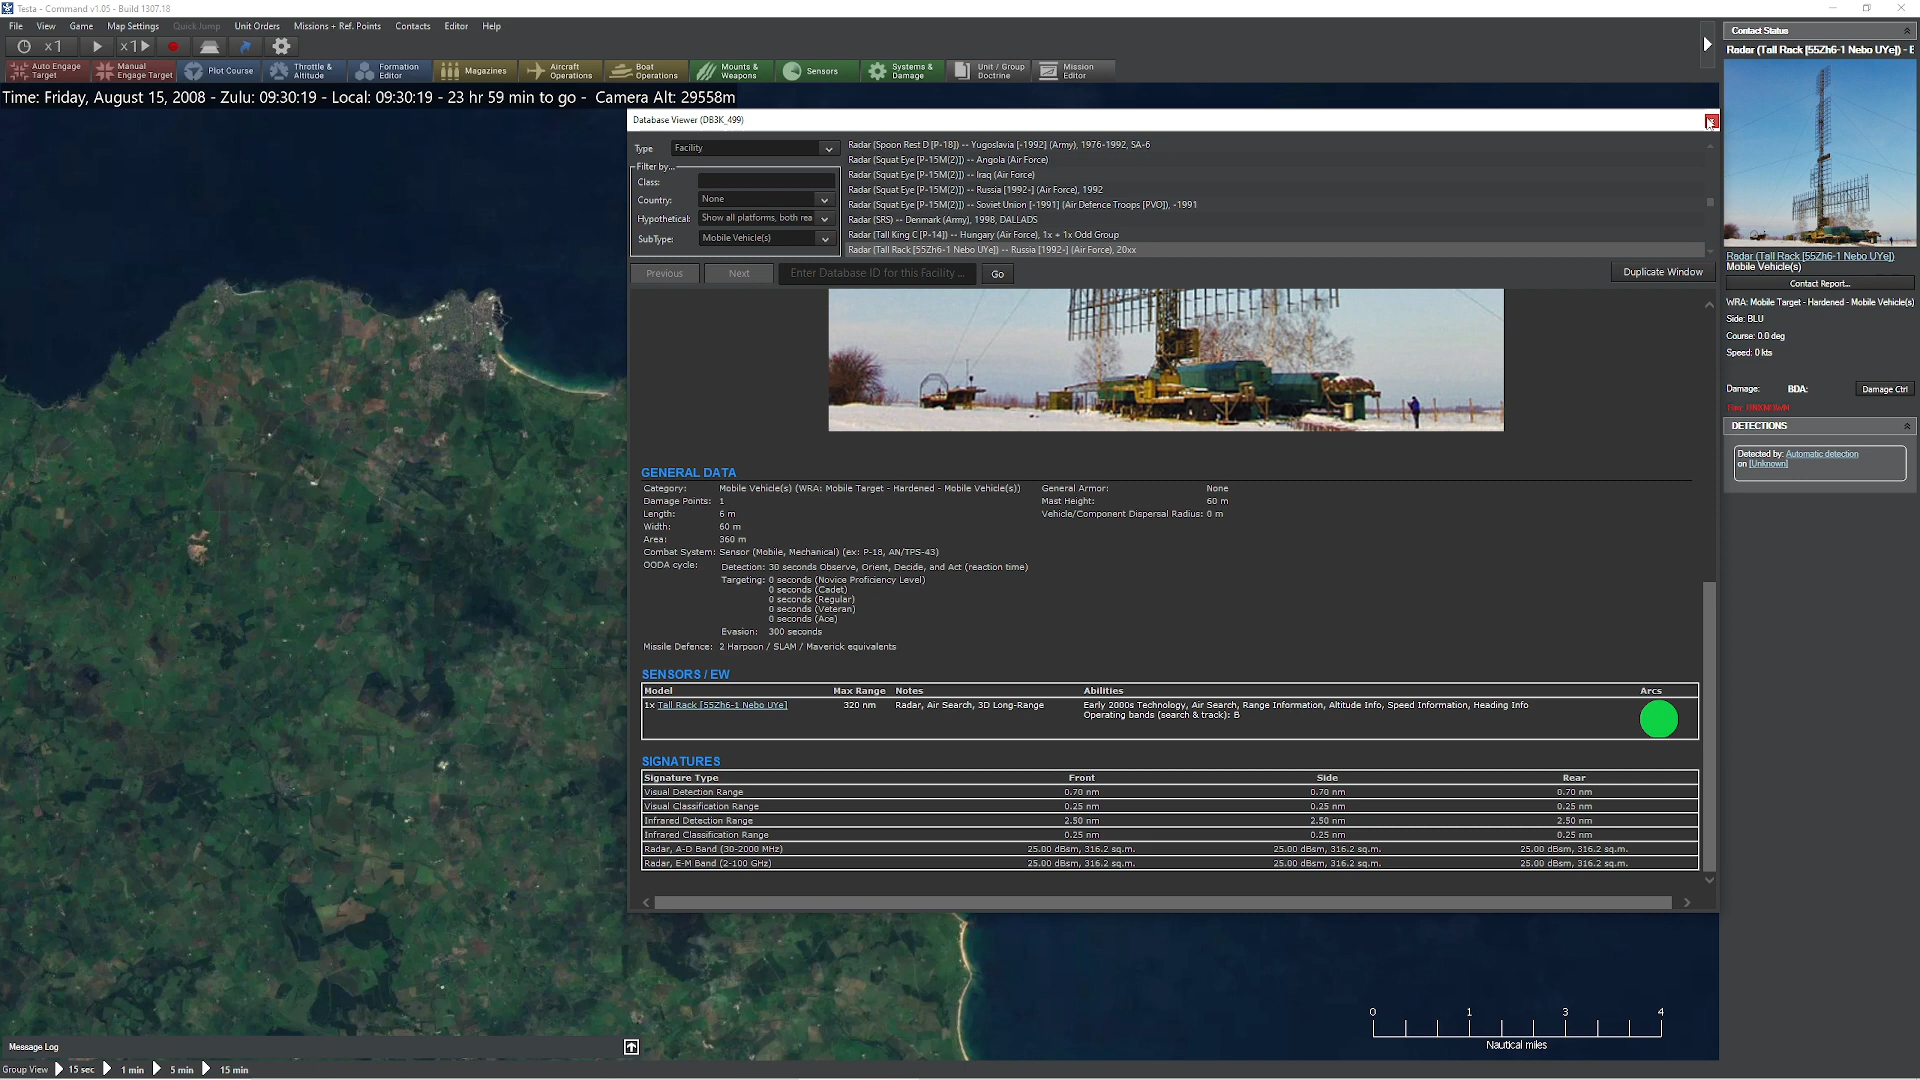 Testa - Command v1.05 - Build 1307.18
File View Game Map Settings Quick Jump Unit Orders Missions + Ref. Points Contacts Editor Help
x1 x1
Auto Engage Target Manual Engage Target Plot Course Throttle & Altitude Formation Editor Magazines Aircraft Operations Boat Operations Mounts & Weapons Sensors Systems & Damage Unit / Group Doctrine Mission Editor
Time: Friday, August 15, 2008 - Zulu: 09:30:19 - Local: 09:30:19 - 23 hr 59 min to go - Camera Alt: 29558m
Database Viewer (DB3K_499)
Type Facility
Filter by...
Class:
Country: None
Hypothetical: Show all platforms, both rea
SubType: Mobile Vehicle(s)
Radar (Spoon Rest D [P-18]) -- Yugoslavia [-1992] (Army), 1976-1992, SA-6
Radar (Squat Eye [P-15M(2)]) -- Angola (Air Force)
Radar (Squat Eye [P-15M(2)]) -- Iraq (Air Force)
Radar (Squat Eye [P-15M(2)]) -- Russia [1992-] (Air Force), 1992
Radar (Squat Eye [P-15M(2)]) -- Soviet Union [-1991] (Air Defence Troops [PVO]), -1991
Radar (SRS) -- Denmark (Army), 1998, DALLADS
Radar (Tall King C [P-14]) -- Hungary (Air Force), 1x + 1x Odd Group
Radar (Tall Rack [55Zh6-1 Nebo UYe]) -- Russia [1992-] (Air Force), 20xx
Previous Next Enter Database ID for this Facility ... Go Duplicate Window
GENERAL DATA
Category: Mobile Vehicle(s) (WRA: Mobile Target - Hardened - Mobile Vehicle(s)) General Armor: None
Damage Points: 1 Mast Height: 60 m
Length: 6 m Vehicle/Component Dispersal Radius: 0 m
Width: 60 m
Area: 360 m
Combat System: Sensor (Mobile, Mechanical) (ex: P-18, AN/TPS-43)
OODA cycle: Detection: 30 seconds Observe, Orient, Decide, and Act (reaction time)
Targeting: 0 seconds (Novice Proficiency Level)
0 seconds (Cadet)
0 seconds (Regular)
0 seconds (Veteran)
0 seconds (Ace)
Evasion: 300 seconds
Missile Defence: 2 Harpoon / SLAM / Maverick equivalents
SENSORS / EW
Model Max Range Notes Abilities Arcs
1x Tall Rack [55Zh6-1 Nebo UYe] 320 nm Radar, Air Search, 3D Long-Range Early 2000s Technology, Air Search, Range Information, Altitude Info, Speed Information, Heading Info
Operating bands (search & track): B
SIGNATURES
Signature Type Front Side Rear
Visual Detection Range 0.70 nm 0.70 nm 0.70 nm
Visual Classification Range 0.25 nm 0.25 nm 0.25 nm
Infrared Detection Range 2.50 nm 2.50 nm 2.50 nm
Infrared Classification Range 0.25 nm 0.25 nm 0.25 nm
Radar, A-D Band (30-2000 MHz) 25.00 dBsm, 316.2 sq.m. 25.00 dBsm, 316.2 sq.m. 25.00 dBsm, 316.2 sq.m.
Radar, E-M Band (2-100 GHz) 25.00 dBsm, 316.2 sq.m. 25.00 dBsm, 316.2 sq.m. 25.00 dBsm, 316.2 sq.m.
Contact Status
Radar (Tall Rack [55Zh6-1 Nebo UYe]) - E
Radar (Tall Rack [55Zh6-1 Nebo UYe])
Mobile Vehicle(s)
Contact Report...
WRA: Mobile Target - Hardened - Mobile Vehicle(s)
Side: BLU
Course: 0.0 deg
Speed: 0 kts
Damage: BDA: Damage Ctrl
Fire: UNKNOWN
DETECTIONS
Detected by: Automatic detection
on [Unknown]
0 1 3 4
Nautical miles
Message Log
Group View 15 sec 1 min 5 min 15 min